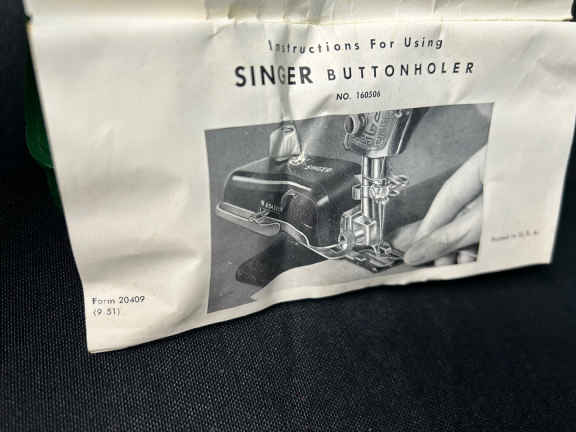 Instructions For Using
SINGER BUTTONHOLER
NO. 160506
SINGER
Printed in U. S. A.
Form 20409
(9-51)